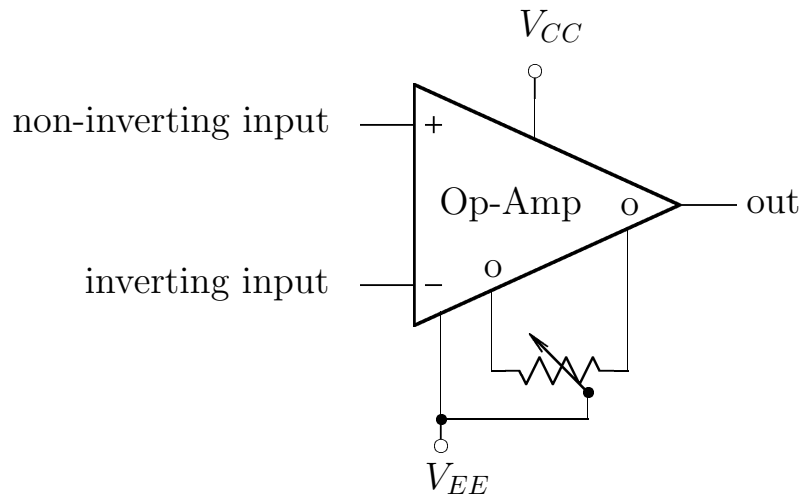 V_CC
non-inverting input
+
Op-Amp
o
out
o
inverting input
−
V_EE